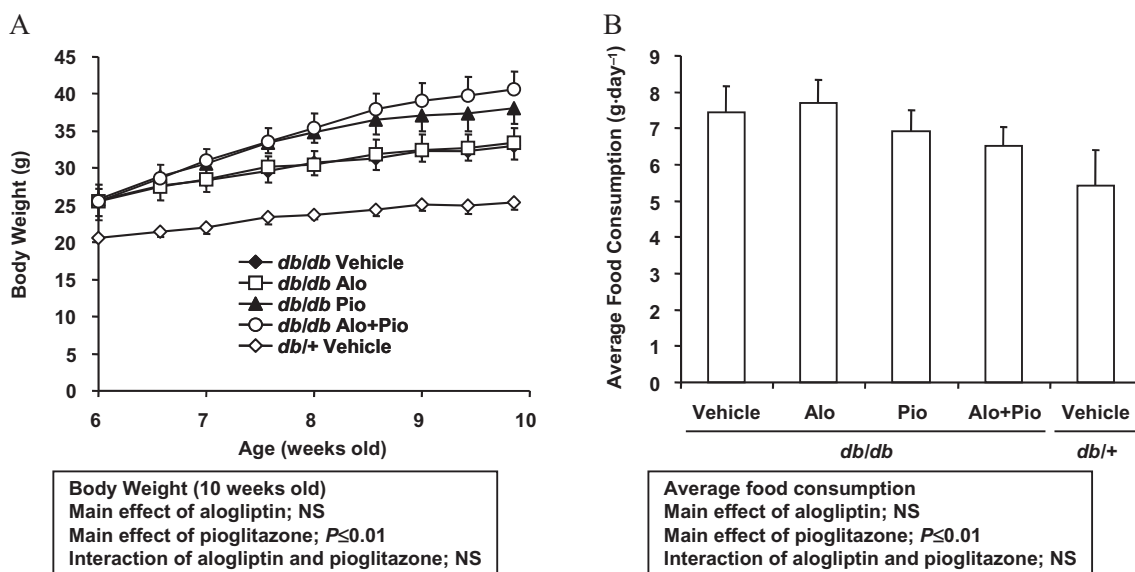 A
Body Weight (g)
45
40
35
30
25
20
15
10
5
0
db/db Vehicle
db/db Alo
db/db Pio
db/db Alo+Pio
db/+ Vehicle
6 7 8 9 10
Age (weeks old)
Body Weight (10 weeks old)
Main effect of alogliptin; NS
Main effect of pioglitazone; P≤0.01
Interaction of alogliptin and pioglitazone; NS
B
Average Food Consumption (g·day⁻¹)
9
8
7
6
5
4
3
2
1
0
Vehicle Alo Pio Alo+Pio Vehicle
db/db db/+
Average food consumption
Main effect of alogliptin; NS
Main effect of pioglitazone; P≤0.01
Interaction of alogliptin and pioglitazone; NS